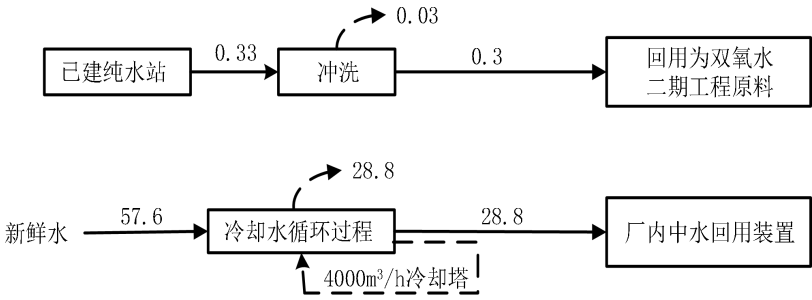 0.03
已建纯水站
0.33
冲洗
0.3
回用为双氧水
二期工程原料
28.8
新鲜水
57.6
冷却水循环过程
28.8
厂内中水回用装置
4000m³/h冷却塔